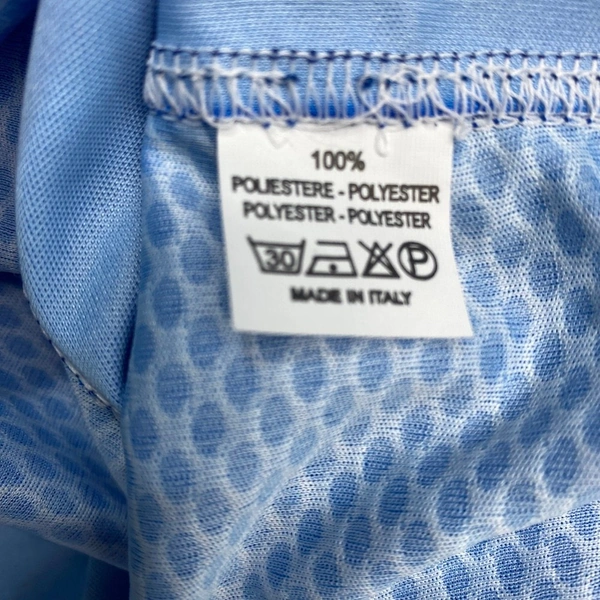 100%
POLIESTERE - POLYESTER
POLYESTER - POLYESTER
30 P
MADE IN ITALY